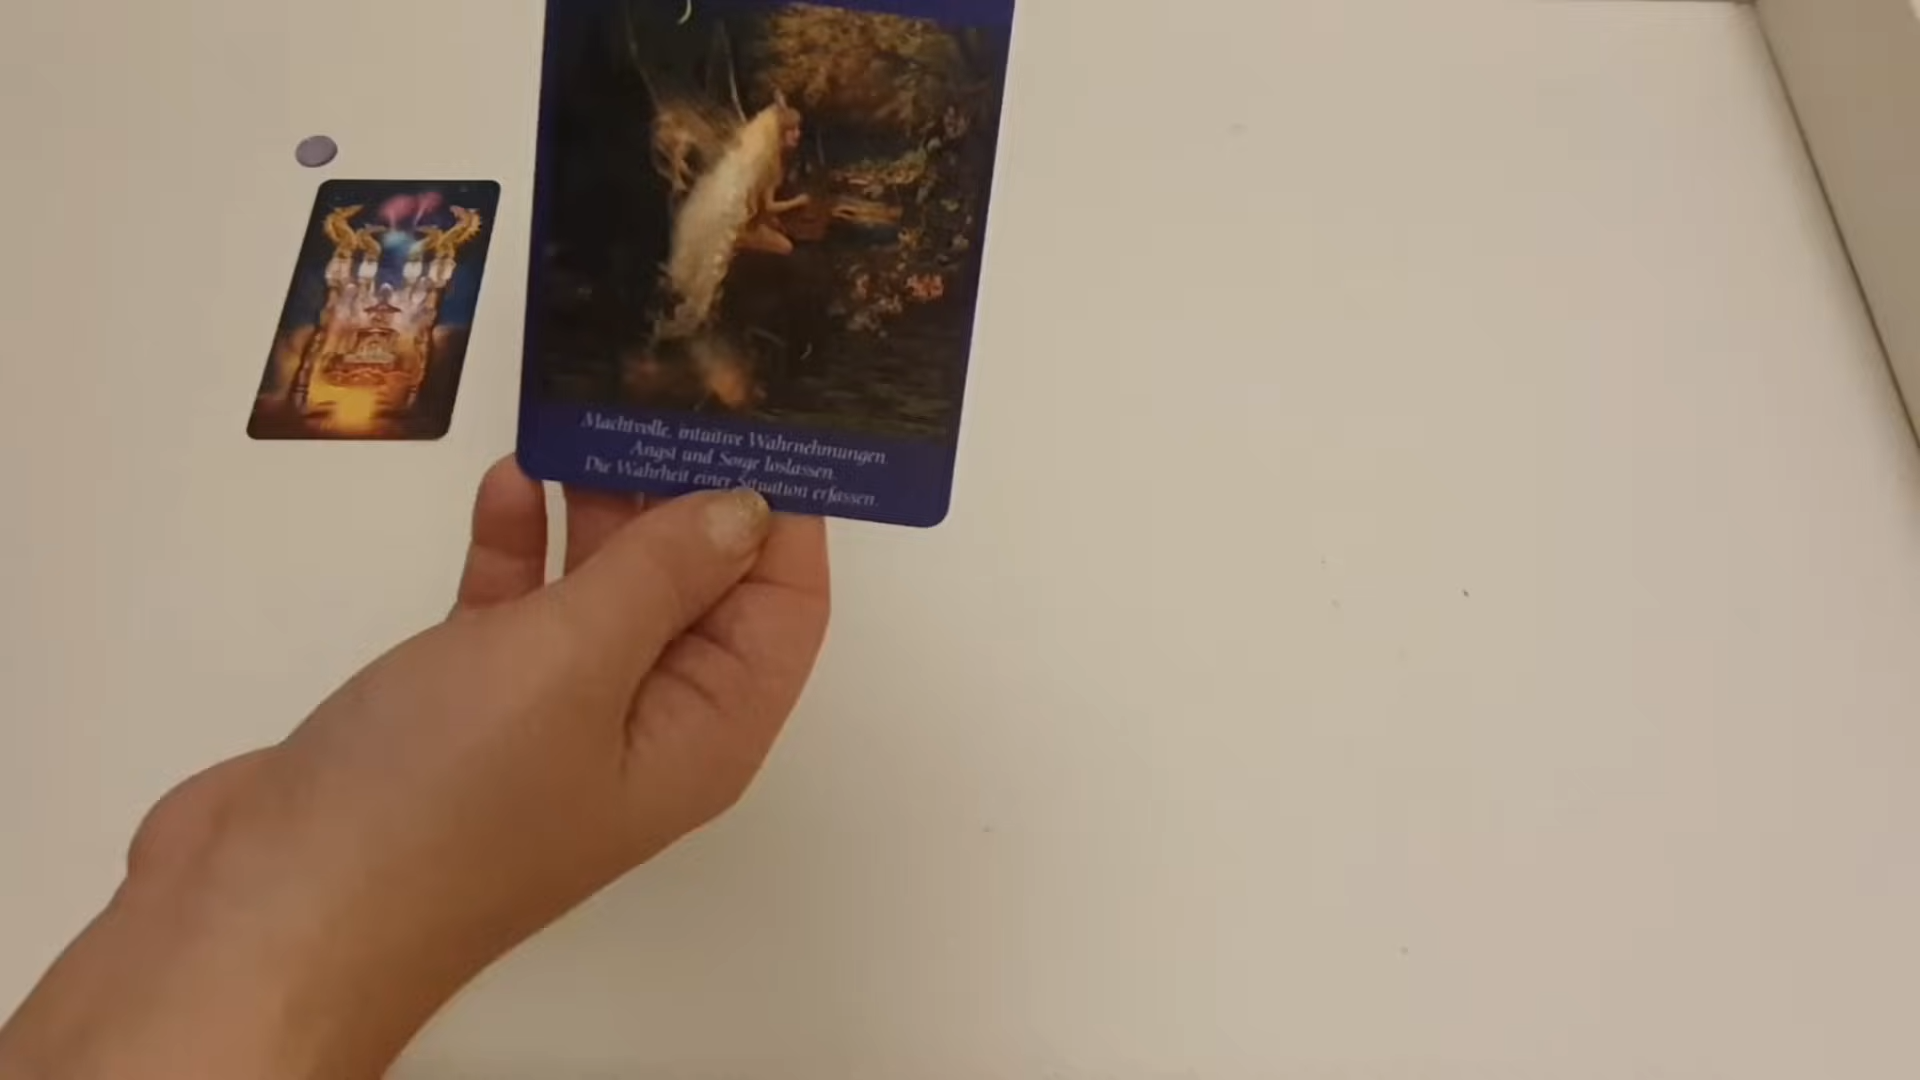 Machtvolle, intuitive Wahrnehmungen.
Angst und Sorge loslassen.
Die Wahrheit einer Situation erfassen.